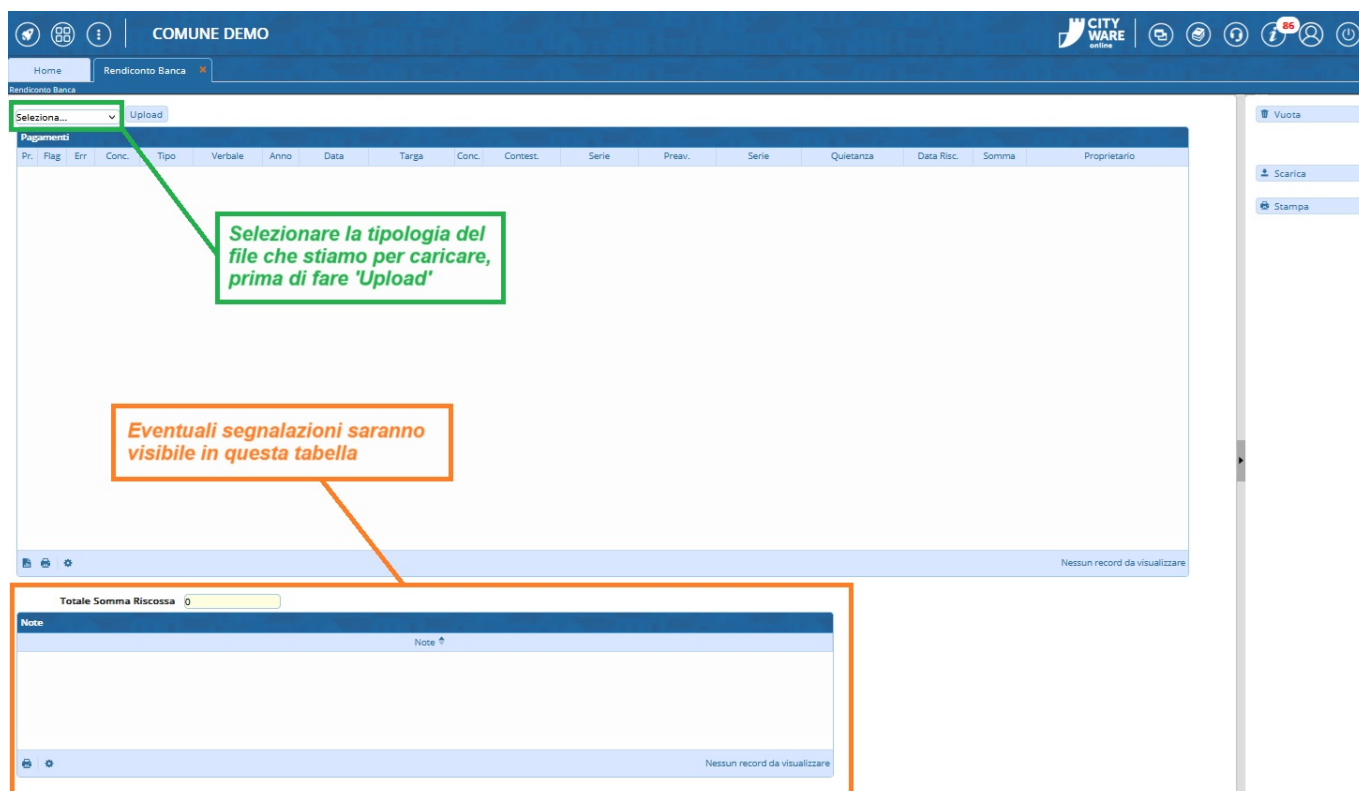 COMUNE DEMO
CITY
WARE
online
86
Home
Rendiconto Banca
Rendiconto Banca
Seleziona...
Upload
Vuota
Pagamenti
Pr. Flag Err Conc. Tipo Verbale Anno Data Targa Conc. Contest. Serie Preav. Serie Quietanza Data Risc. Somma Proprietario
Scarica
Stampa
Selezionare la tipologia del
file che stiamo per caricare,
prima di fare 'Upload'
Eventuali segnalazioni saranno
visibile in questa tabella
Nessun record da visualizzare
Totale Somma Riscossa 0
Note
Note
Nessun record da visualizzare